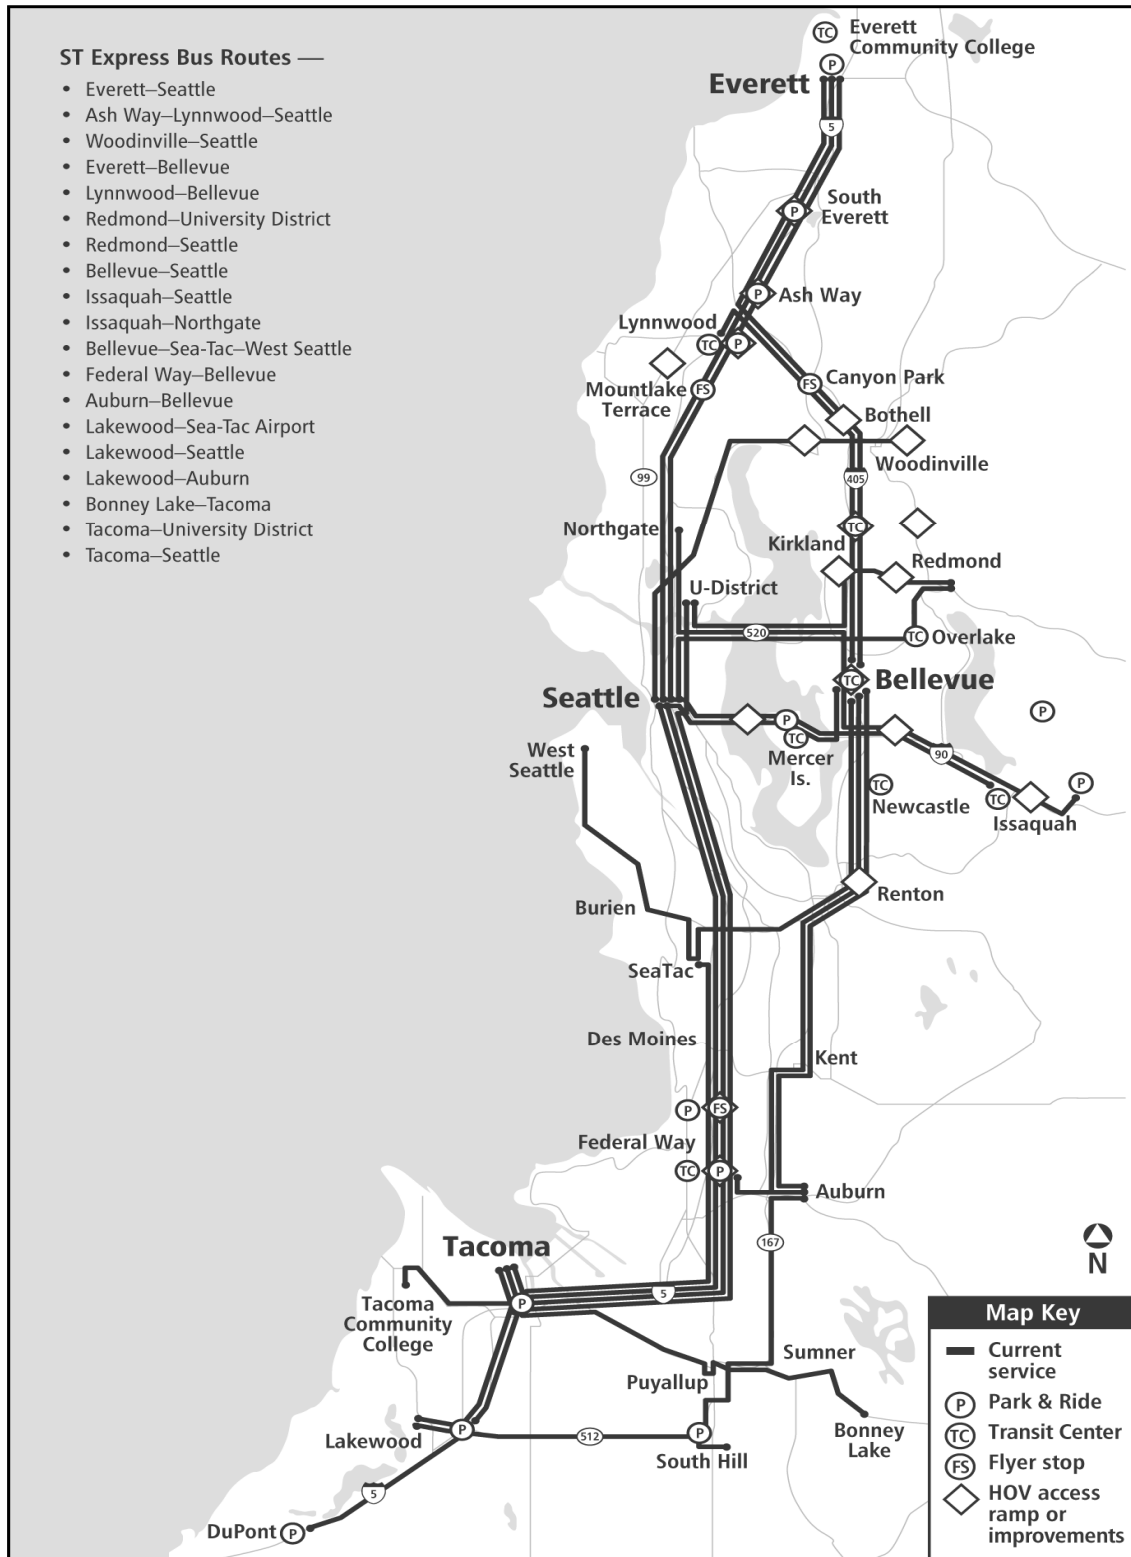 ST Express Bus Routes —
• Everett–Seattle
• Ash Way–Lynnwood–Seattle
• Woodinville–Seattle
• Everett–Bellevue
• Lynnwood–Bellevue
• Redmond–University District
• Redmond–Seattle
• Bellevue–Seattle
• Issaquah–Seattle
• Issaquah–Northgate
• Bellevue–Sea-Tac–West Seattle
• Federal Way–Bellevue
• Auburn–Bellevue
• Lakewood–Sea-Tac Airport
• Lakewood–Seattle
• Lakewood–Auburn
• Bonney Lake–Tacoma
• Tacoma–University District
• Tacoma–Seattle
TC Everett
Community College
P
Everett
5
P South
Everett
P Ash Way
Lynnwood
TC P
FS Canyon Park
Mountlake
Terrace
FS
Bothell
Woodinville
99
405
Northgate
TC
Kirkland
Redmond
U-District
520
TC Overlake
TC Bellevue
Seattle
P
P
TC
West
Seattle
Mercer
Is.
90
TC
Newcastle
P
TC
Issaquah
Renton
Burien
SeaTac
Des Moines
Kent
P FS
Federal Way
TC P
Auburn
167
N
Tacoma
5
P
Tacoma
Community
College
Sumner
Puyallup
Bonney
Lake
Lakewood
P
512
P
South Hill
5
DuPont P
Map Key
Current
service
P Park & Ride
TC Transit Center
FS Flyer stop
HOV access
ramp or
improvements